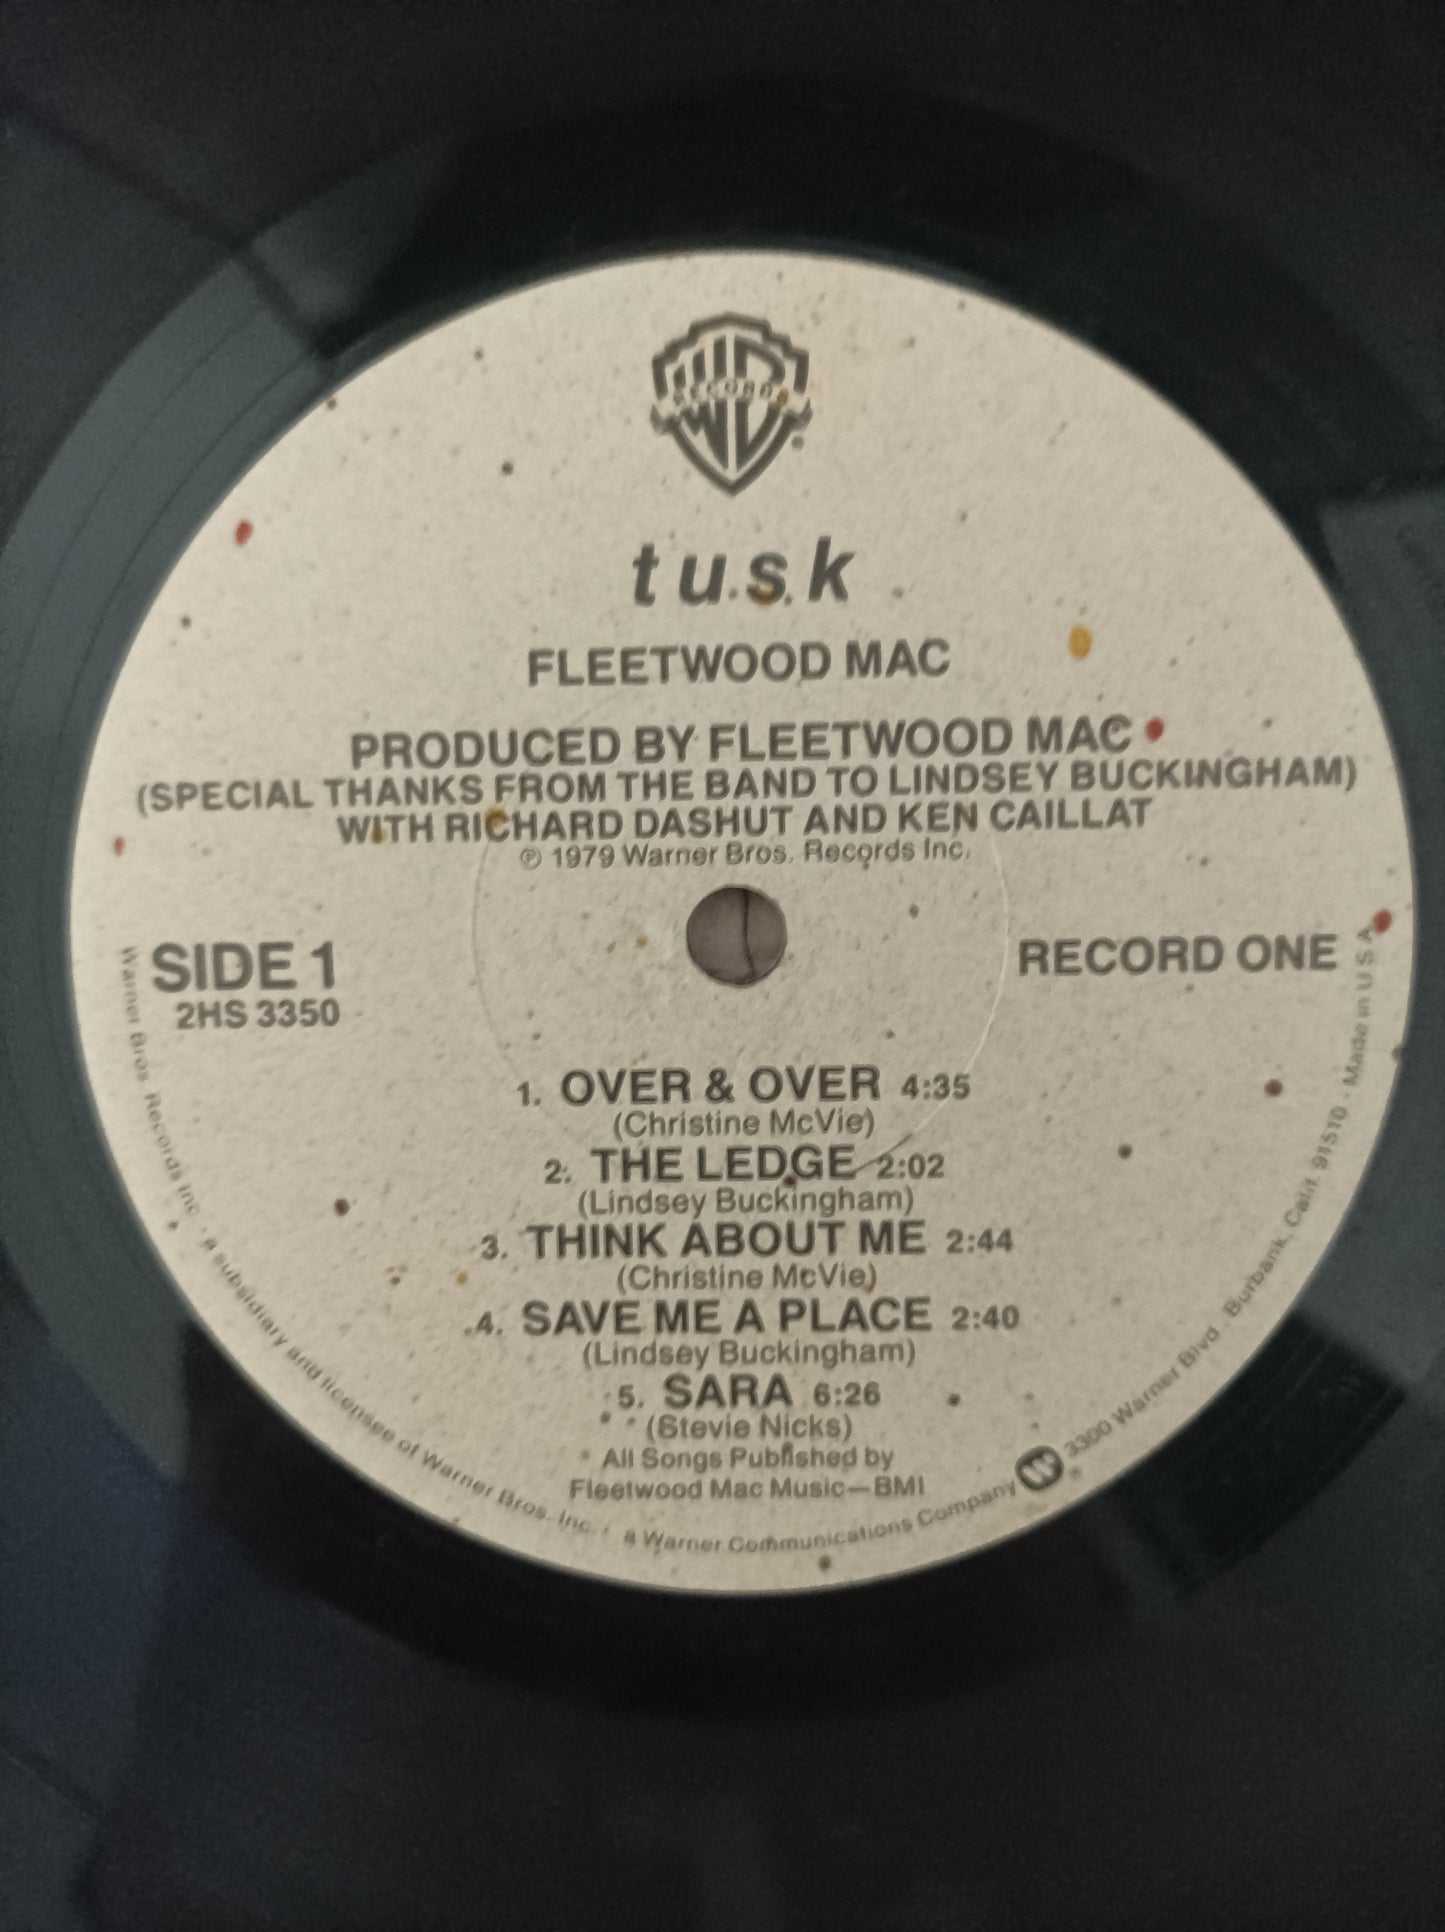 WB
RECORDS
®
tusk
FLEETWOOD MAC
PRODUCED BY FLEETWOOD MAC
(SPECIAL THANKS FROM THE BAND TO LINDSEY BUCKINGHAM)
WITH RICHARD DASHUT AND KEN CAILLAT
℗ 1979 Warner Bros. Records Inc.
SIDE 1
2HS 3350
RECORD ONE
1. OVER & OVER 4:35
(Christine McVie)
2. THE LEDGE 2:02
(Lindsey Buckingham)
3. THINK ABOUT ME 2:44
(Christine McVie)
4. SAVE ME A PLACE 2:40
(Lindsey Buckingham)
5. SARA 6:26
(Stevie Nicks)
All Songs Published by
Fleetwood Mac Music—BMI
Warner Bros. Records Inc. · a subsidiary and licensee of Warner Bros. Inc. · a Warner Communications Company W 3300 Warner Blvd. Burbank, Calif. 91510 · Made in U S A